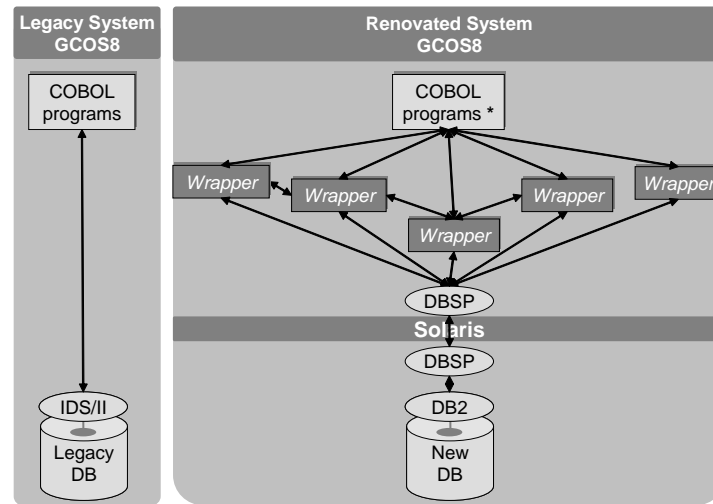 Legacy System
GCOS8
COBOL
programs
IDS/II
Legacy
DB
Renovated System
GCOS8
COBOL
programs *
Wrapper
Wrapper
Wrapper
Wrapper
Wrapper
DBSP
Solaris
DBSP
DB2
New
DB